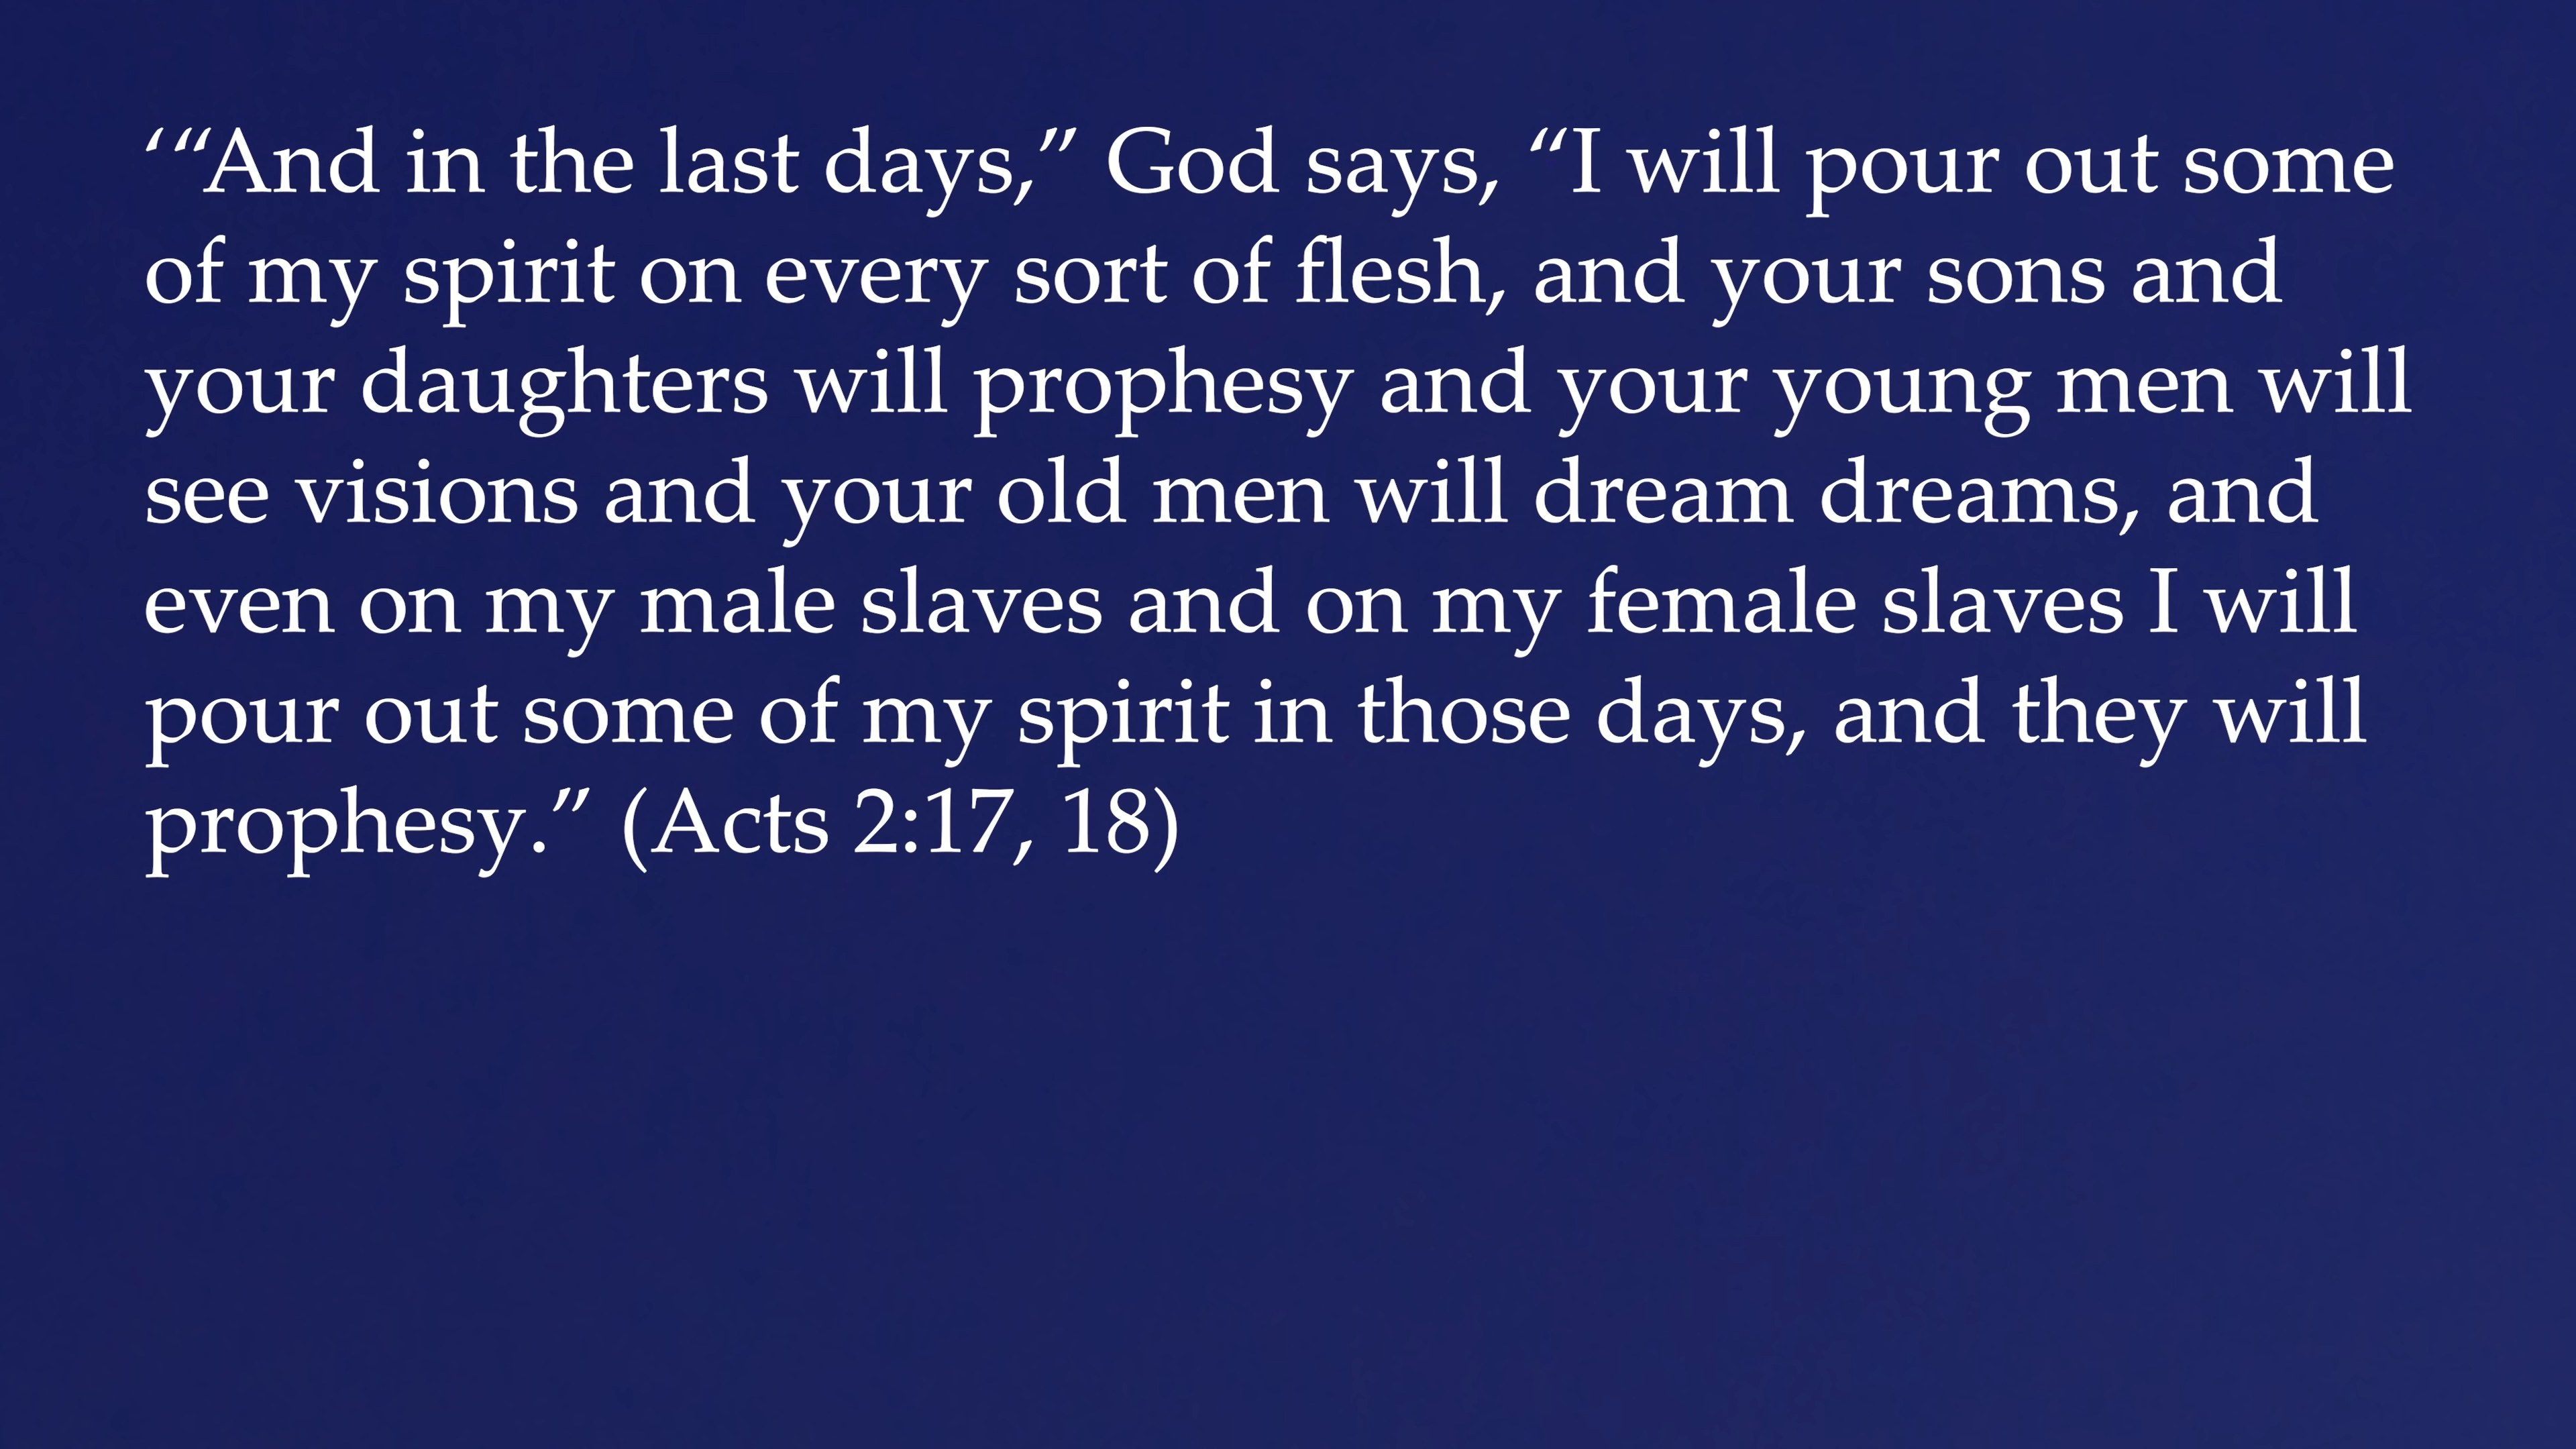 ‘“And in the last days,” God says, “I will pour out some
of my spirit on every sort of flesh, and your sons and
your daughters will prophesy and your young men will
see visions and your old men will dream dreams, and
even on my male slaves and on my female slaves I will
pour out some of my spirit in those days, and they will
prophesy.” (Acts 2:17, 18)